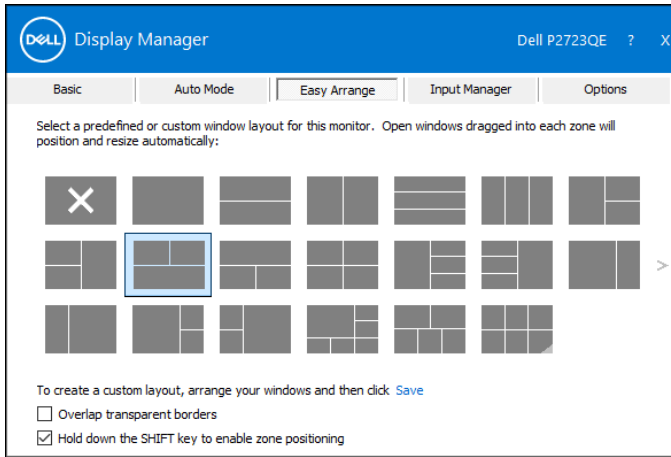 DELL Display Manager Dell P2723QE ? X
Basic Auto Mode Easy Arrange Input Manager Options
Select a predefined or custom window layout for this monitor. Open windows dragged into each zone will
position and resize automatically:
>
To create a custom layout, arrange your windows and then click Save
Overlap transparent borders
Hold down the SHIFT key to enable zone positioning